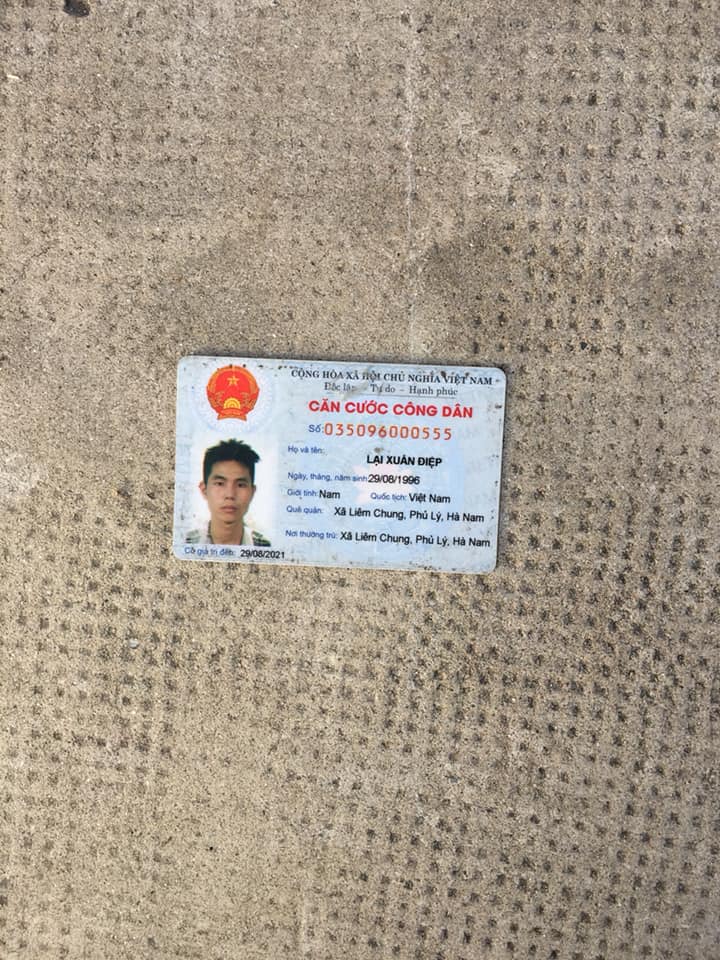 CỘNG HÒA XÃ HỘI CHỦ NGHĨA VIỆT NAM
Độc lập - Tự do - Hạnh phúc
CĂN CƯỚC CÔNG DÂN
Số: 035096000555
Họ và tên:
LẠI XUÂN ĐIỆP
Ngày, tháng, năm sinh: 29/08/1996
Giới tính: Nam Quốc tịch: Việt Nam
Quê quán: Xã Liêm Chung, Phủ Lý, Hà Nam
Nơi thường trú: Xã Liêm Chung, Phủ Lý, Hà Nam
Có giá trị đến: 29/08/2021